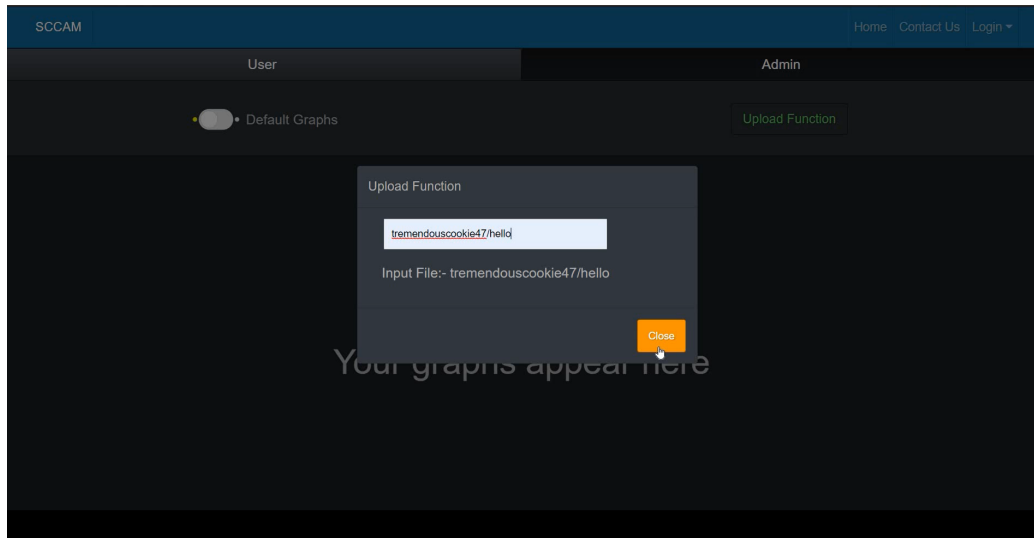 SCCAM Home Contact Us Login
User Admin
Default Graphs Upload Function
Upload Function
tremendouscookie47/hello
Input File:- tremendouscookie47/hello
Close
Your graphs appear here